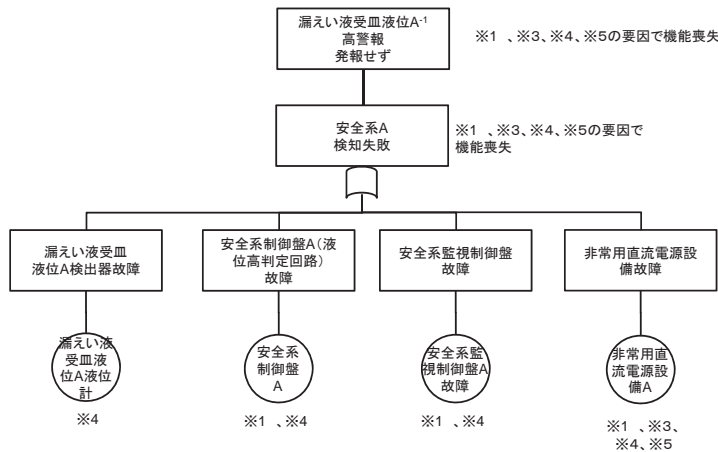 漏えい液受皿液位A-1
高警報
発報せず
※1 、※3、※4、※5の要因で機能喪失
安全系A
検知失敗
※1 、※3、※4、※5の要因で
機能喪失
漏えい液受皿
液位A検出器故障
安全系制御盤A(液
位高判定回路)
故障
安全系監視制御盤
故障
非常用直流電源設
備故障
漏えい液
受皿液
位A液位
計
安全系
制御盤
A
安全系監
視制御盤A
故障
非常用直
流電源設
備A
※4
※1 、※4
※1 、※4
※1 、※3、
※4、※5